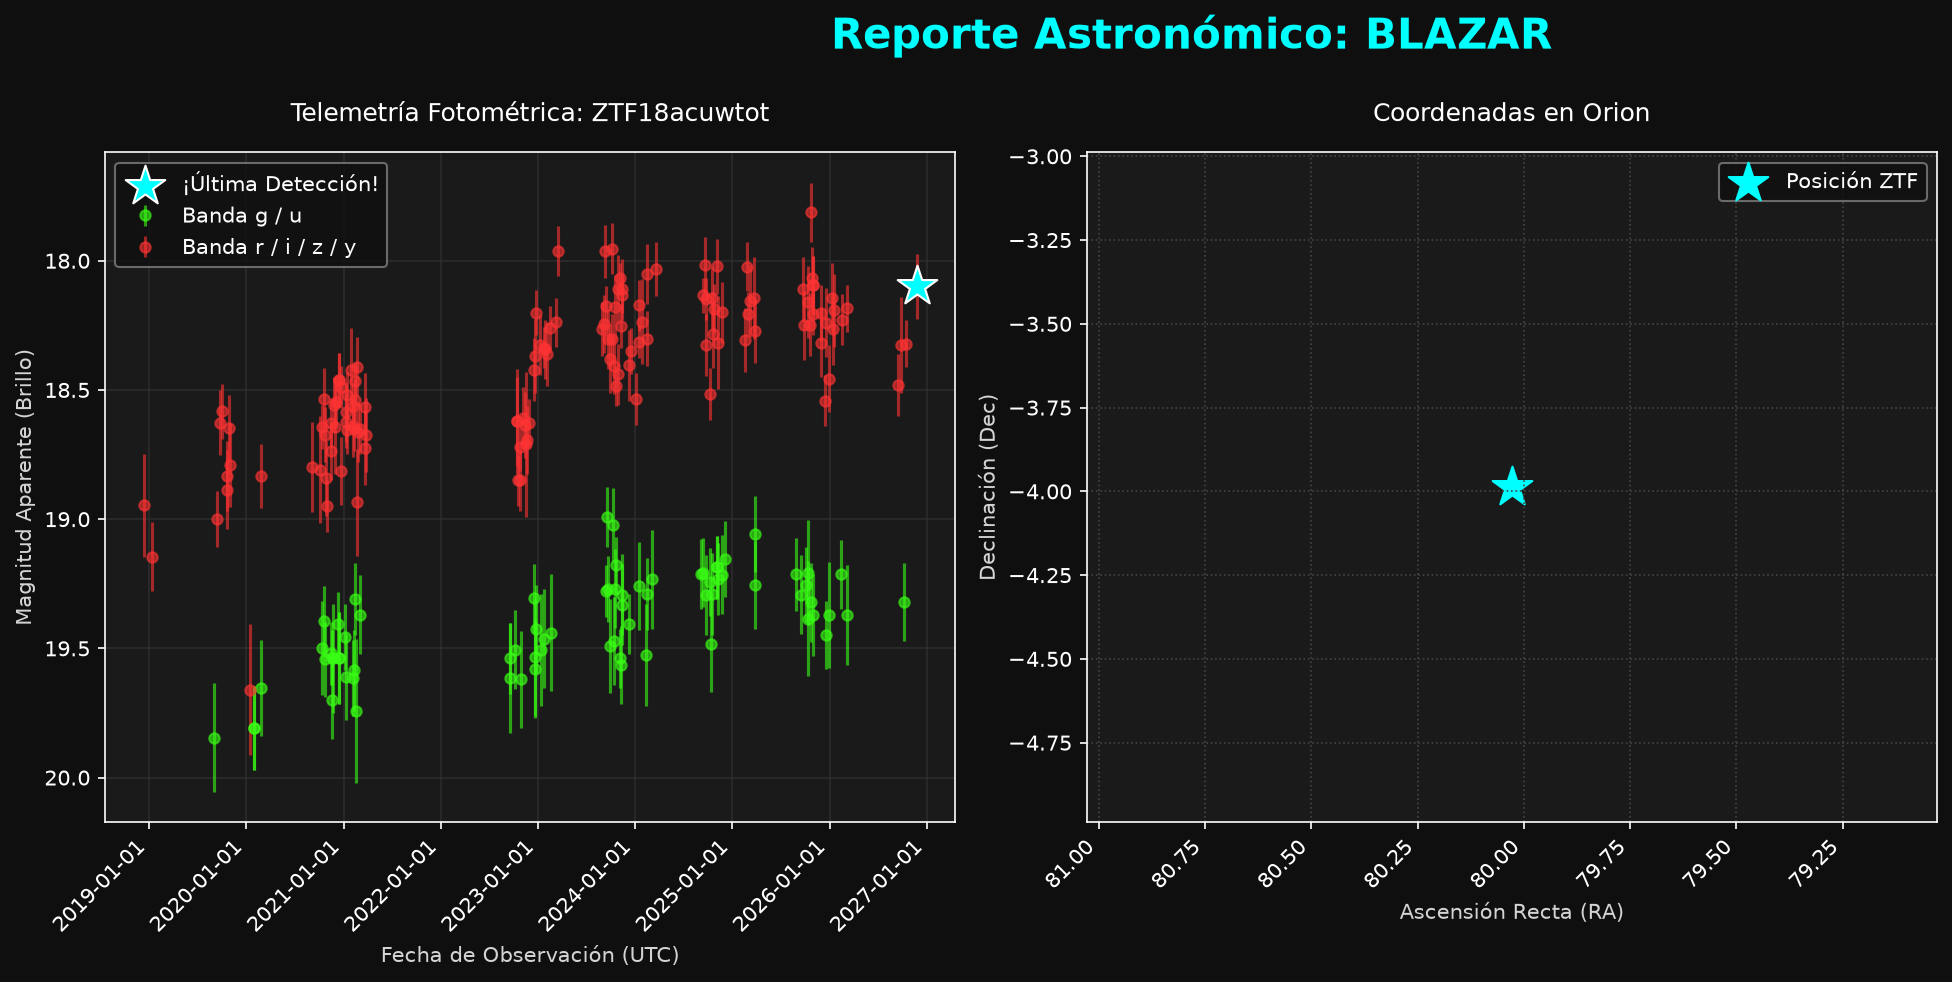 Reporte Astronómico: BLAZAR
Telemetría Fotométrica: ZTF18acuwtot
¡Última Detección!
Banda g / u
Banda r / i / z / y
Magnitud Aparente (Brillo)
18.0
18.5
19.0
19.5
20.0
2019-01-01
2020-01-01
2021-01-01
2022-01-01
2023-01-01
2024-01-01
2025-01-01
2026-01-01
2027-01-01
Fecha de Observación (UTC)
Coordenadas en Orion
Posición ZTF
Declinación (Dec)
−3.00
−3.25
−3.50
−3.75
−4.00
−4.25
−4.50
−4.75
81.00
80.75
80.50
80.25
80.00
79.75
79.50
79.25
Ascensión Recta (RA)